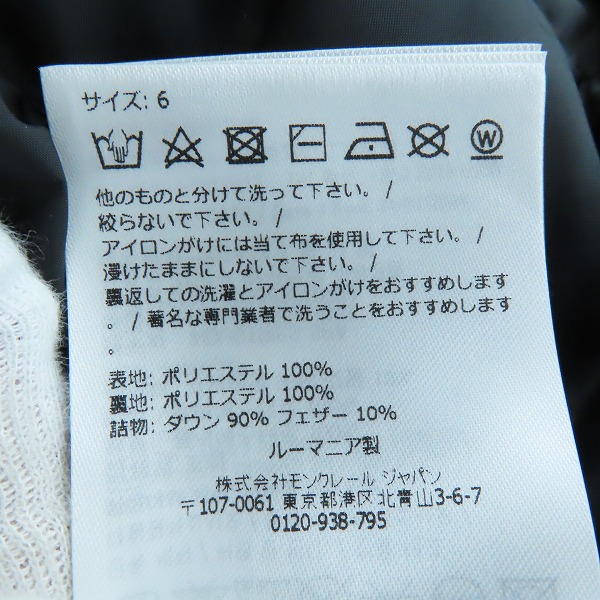 サイズ: 6
W
他のものと分けて洗って下さい。 /
絞らないで下さい。 /
アイロンがけには当て布を使用して下さい。 /
浸けたままにしないで下さい。 /
裏返しての洗濯とアイロンがけをおすすめします
。 / 著名な専門業者で洗うことをおすすめします
。
表地: ポリエステル 100%
裏地: ポリエステル 100%
詰物: ダウン 90% フェザー 10%
ルーマニア製
株式会社モンクレール ジャパン
〒107-0061 東京都港区北青山3-6-7
0120-938-795